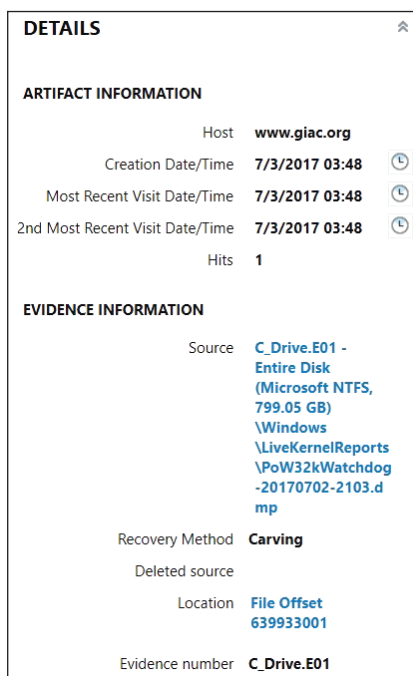 DETAILS
ARTIFACT INFORMATION
Host www.giac.org
Creation Date/Time 7/3/2017 03:48
Most Recent Visit Date/Time 7/3/2017 03:48
2nd Most Recent Visit Date/Time 7/3/2017 03:48
Hits 1
EVIDENCE INFORMATION
Source C_Drive.E01 -
Entire Disk
(Microsoft NTFS,
799.05 GB)
\Windows
\LiveKernelReports
\PoW32kWatchdog
-20170702-2103.d
mp
Recovery Method Carving
Deleted source
Location File Offset
639933001
Evidence number C_Drive.E01